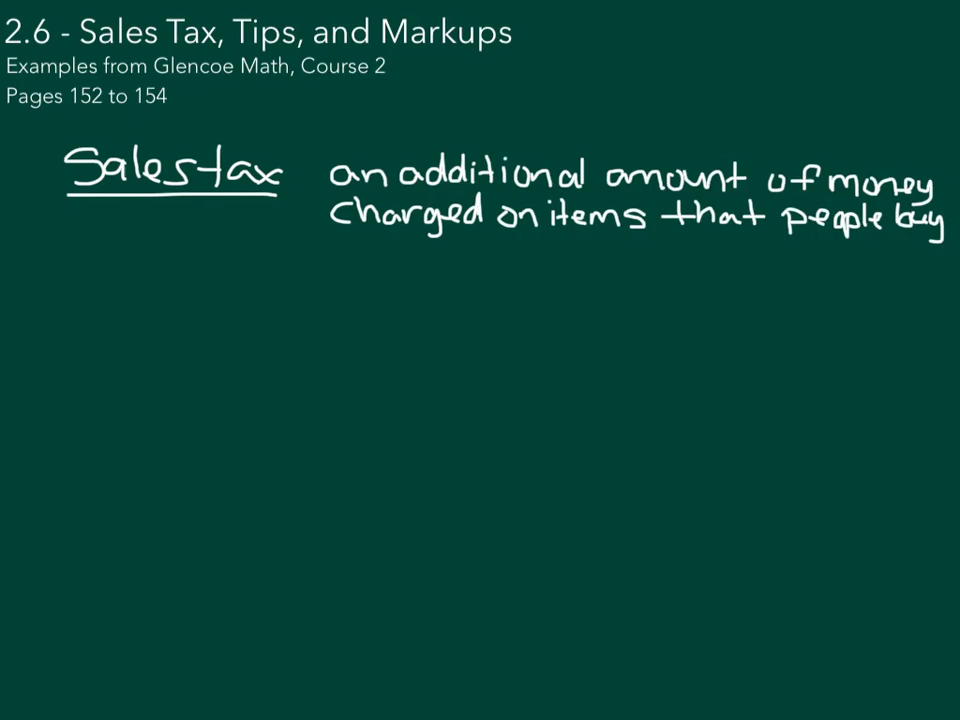 2.6 - Sales Tax, Tips, and Markups
Examples from Glencoe Math, Course 2
Pages 152 to 154
Sales tax an additional amount of money
charged on items that people buy